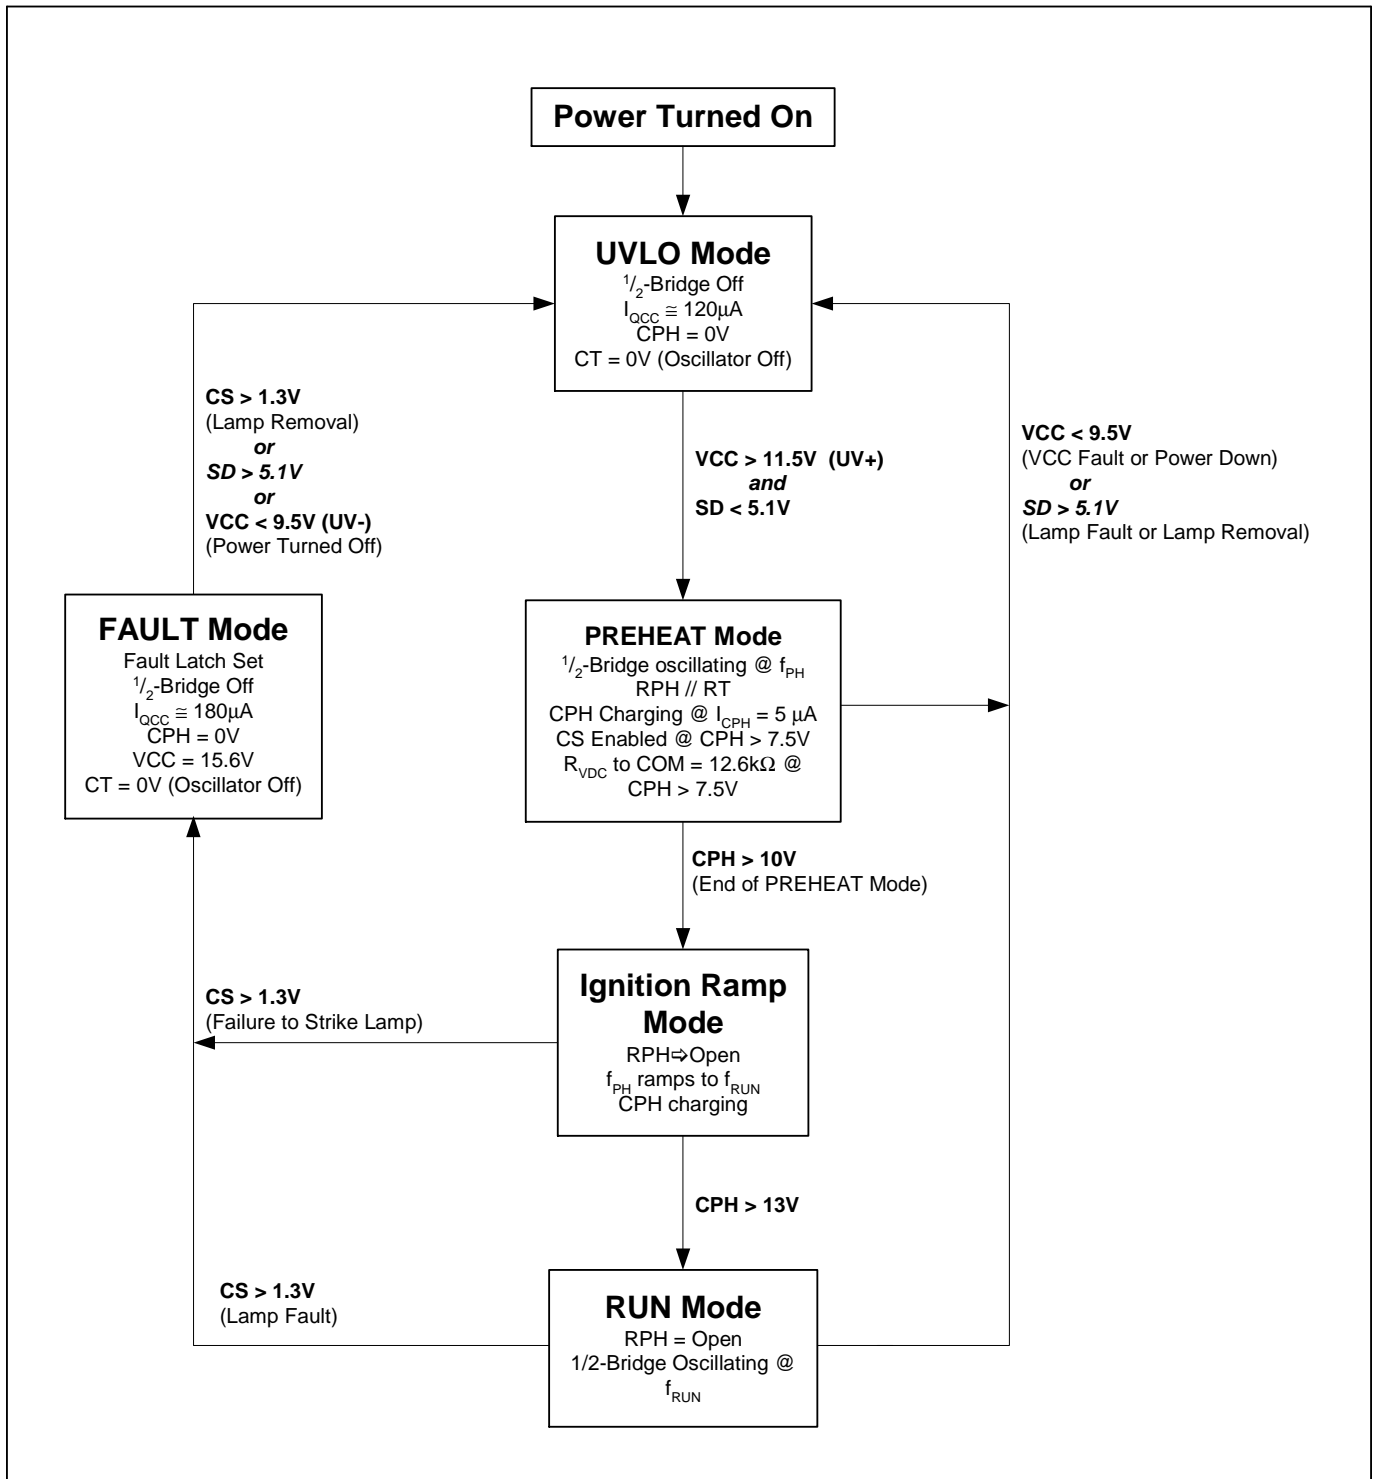 Power Turned On
UVLO Mode
1/2-Bridge Off
IQCC ≅ 120μA
CPH = 0V
CT = 0V (Oscillator Off)
CS > 1.3V
(Lamp Removal)
or
SD > 5.1V
or
VCC < 9.5V (UV-)
(Power Turned Off)
VCC > 11.5V (UV+)
and
SD < 5.1V
VCC < 9.5V
(VCC Fault or Power Down)
or
SD > 5.1V
(Lamp Fault or Lamp Removal)
FAULT Mode
Fault Latch Set
1/2-Bridge Off
IQCC ≅ 180μA
CPH = 0V
VCC = 15.6V
CT = 0V (Oscillator Off)
PREHEAT Mode
1/2-Bridge oscillating @ fPH
RPH // RT
CPH Charging @ ICPH = 5 μA
CS Enabled @ CPH > 7.5V
RVDC to COM = 12.6kΩ @
CPH > 7.5V
CPH > 10V
(End of PREHEAT Mode)
CS > 1.3V
(Failure to Strike Lamp)
Ignition Ramp
Mode
RPH⇨Open
fPH ramps to fRUN
CPH charging
CPH > 13V
CS > 1.3V
(Lamp Fault)
RUN Mode
RPH = Open
1/2-Bridge Oscillating @
fRUN